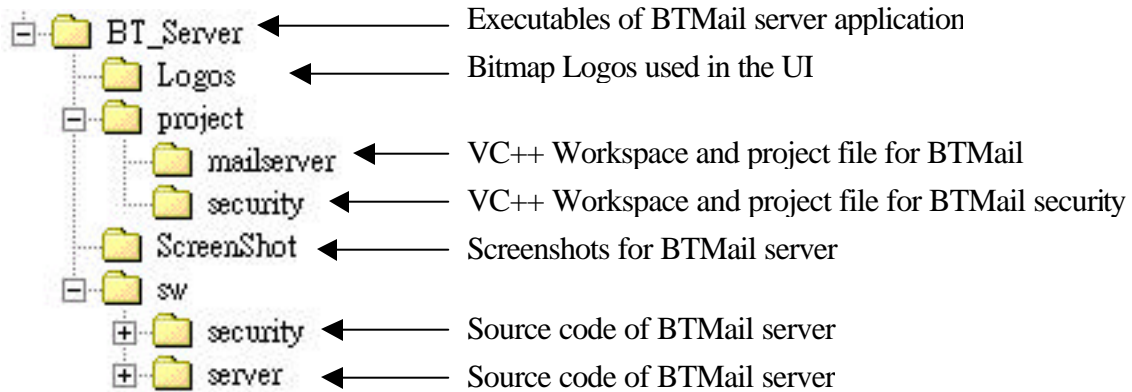 BT_Server Executables of BTMail server application
Logos Bitmap Logos used in the UI
project
mailserver VC++ Workspace and project file for BTMail
security VC++ Workspace and project file for BTMail security
ScreenShot Screenshots for BTMail server
sw
security Source code of BTMail server
server Source code of BTMail server